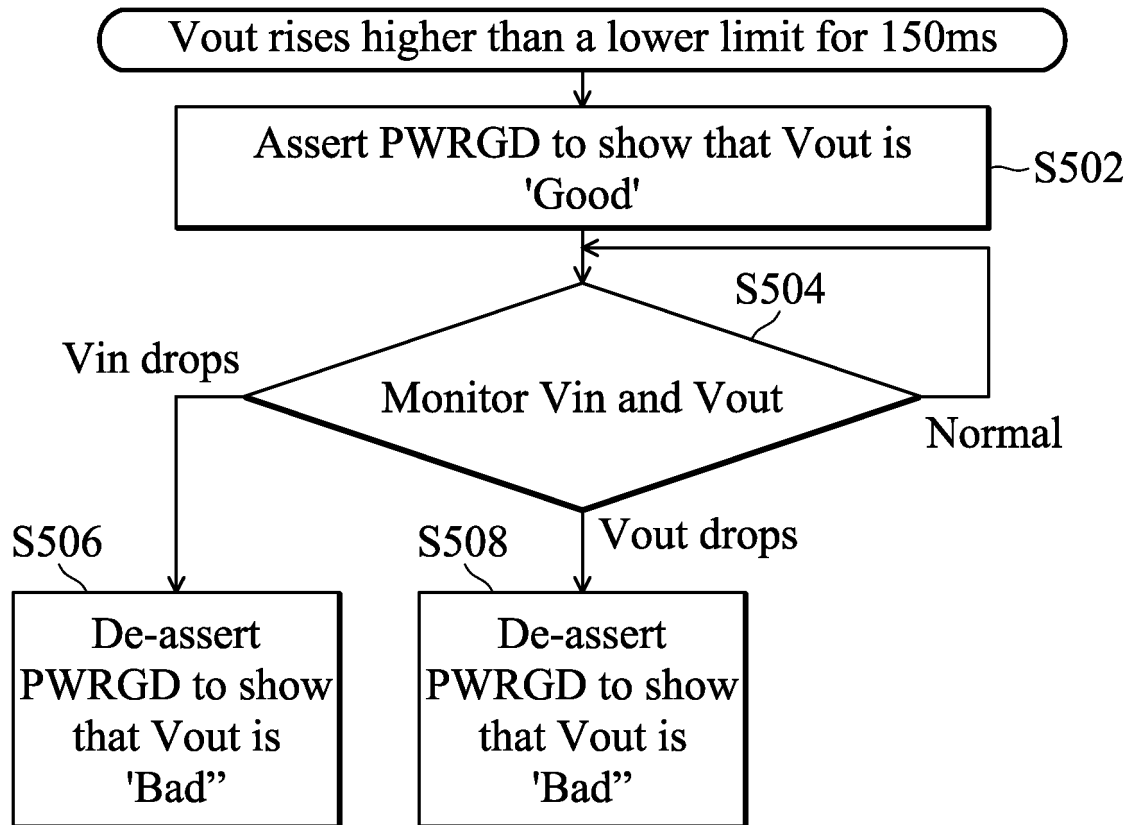 Vout rises higher than a lower limit for 150ms
Assert PWRGD to show that Vout is
'Good'
S502
S504
Vin drops
Monitor Vin and Vout
Normal
Vout drops
S506
S508
De-assert
PWRGD to show
that Vout is
'Bad”
De-assert
PWRGD to show
that Vout is
'Bad”